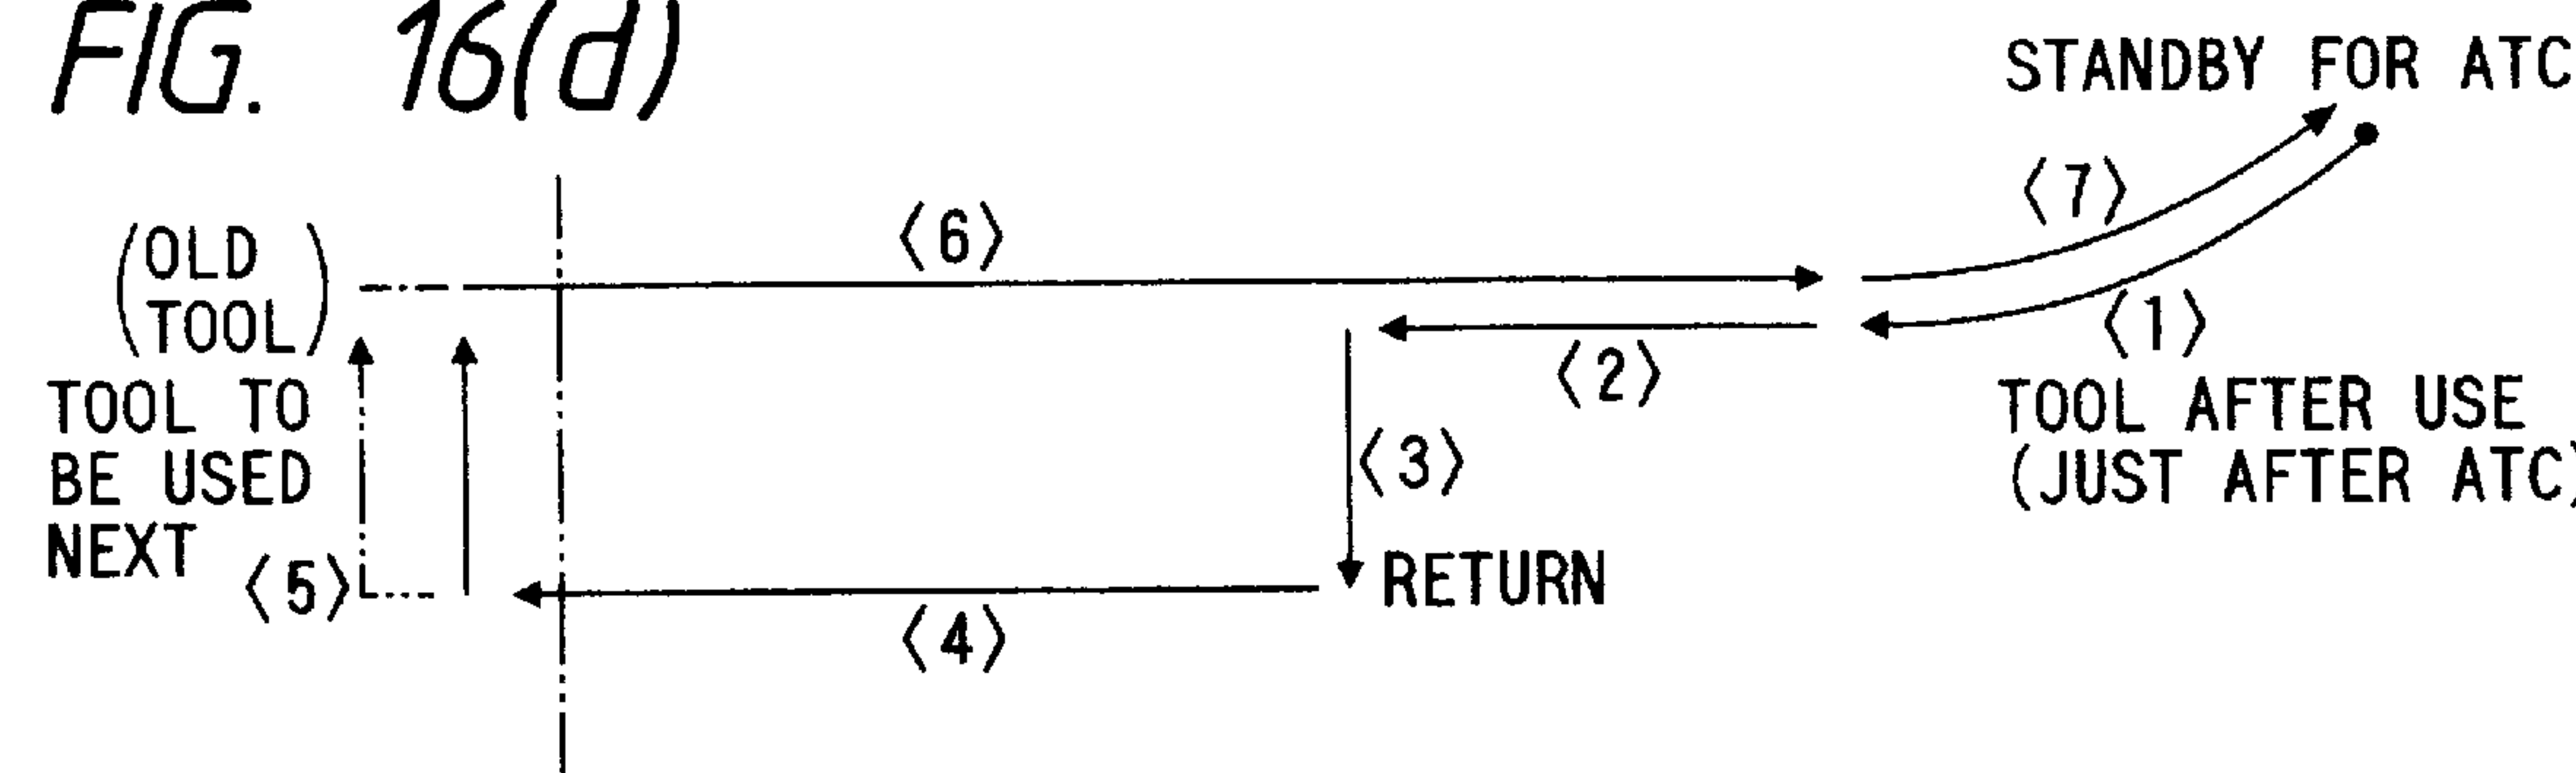 FIG. 16(d)
STANDBY FOR ATC
〈7〉
〈6〉
(OLD
TOOL)
〈1〉
〈2〉
TOOL TO
BE USED
NEXT
TOOL AFTER USE
(JUST AFTER ATC)
〈3〉
〈5〉
RETURN
〈4〉